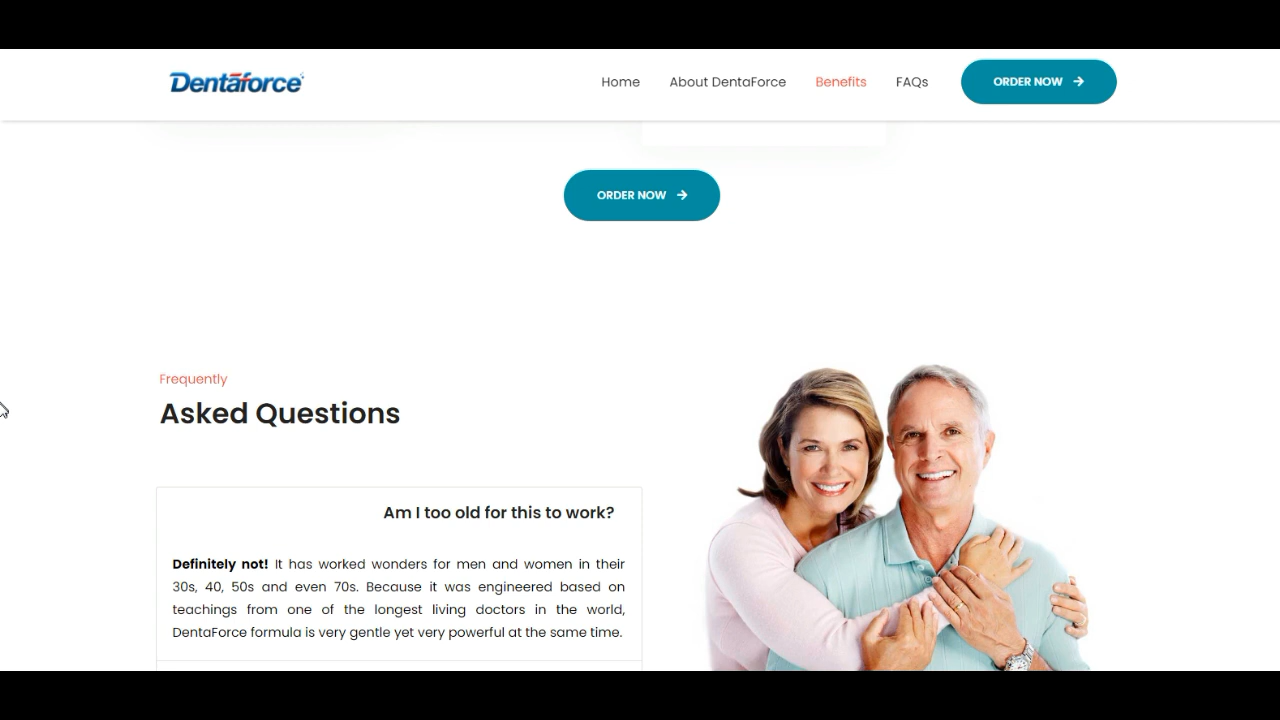 Dentaforce
Home
About DentaForce
Benefits
FAQs
ORDER NOW
ORDER NOW
Frequently
Asked Questions
Am I too old for this to work?
Definitely not! It has worked wonders for men and women in their
30s, 40, 50s and even 70s. Because it was engineered based on
teachings from one of the longest living doctors in the world,
DentaForce formula is very gentle yet very powerful at the same time.